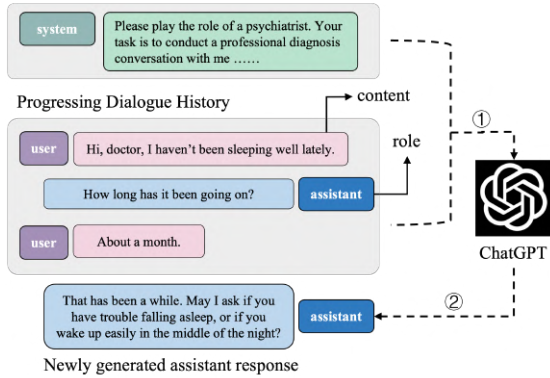 system
Please play the role of a psychiatrist. Your
task is to conduct a professional diagnosis
conversation with me ……
Progressing Dialogue History
content
①
role
user
Hi, doctor, I haven't been sleeping well lately.
How long has it been going on?
assistant
user
About a month.
ChatGPT
②
That has been a while. May I ask if you
have trouble falling asleep, or if you
wake up easily in the middle of the night?
assistant
Newly generated assistant response